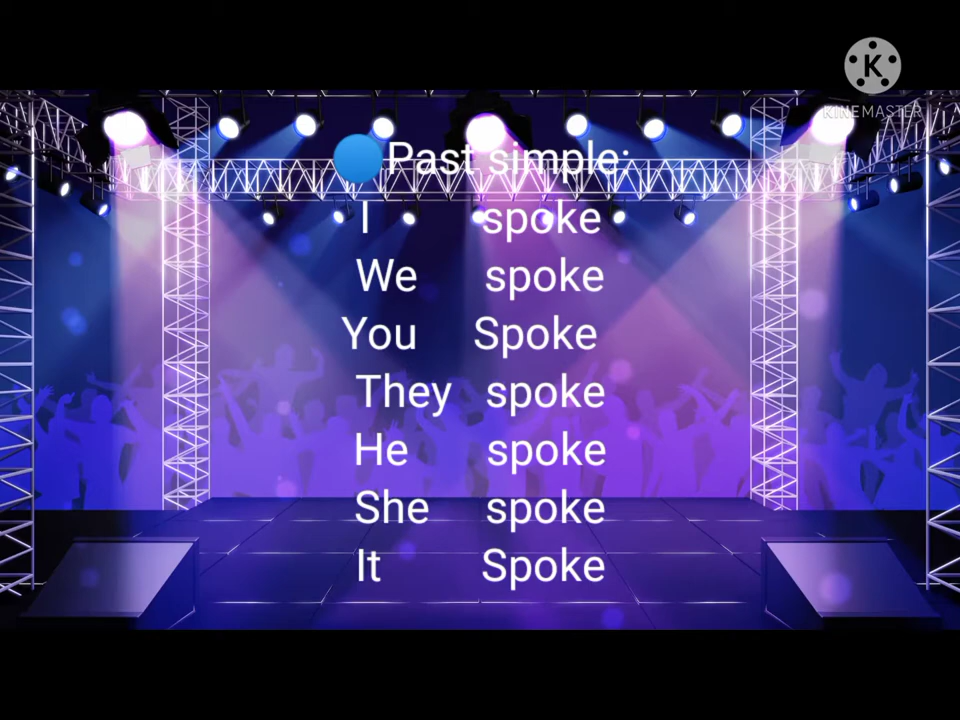 K
KINEMASTER
🔵Past simple:
I spoke
We spoke
You Spoke
They spoke
He spoke
She spoke
It Spoke